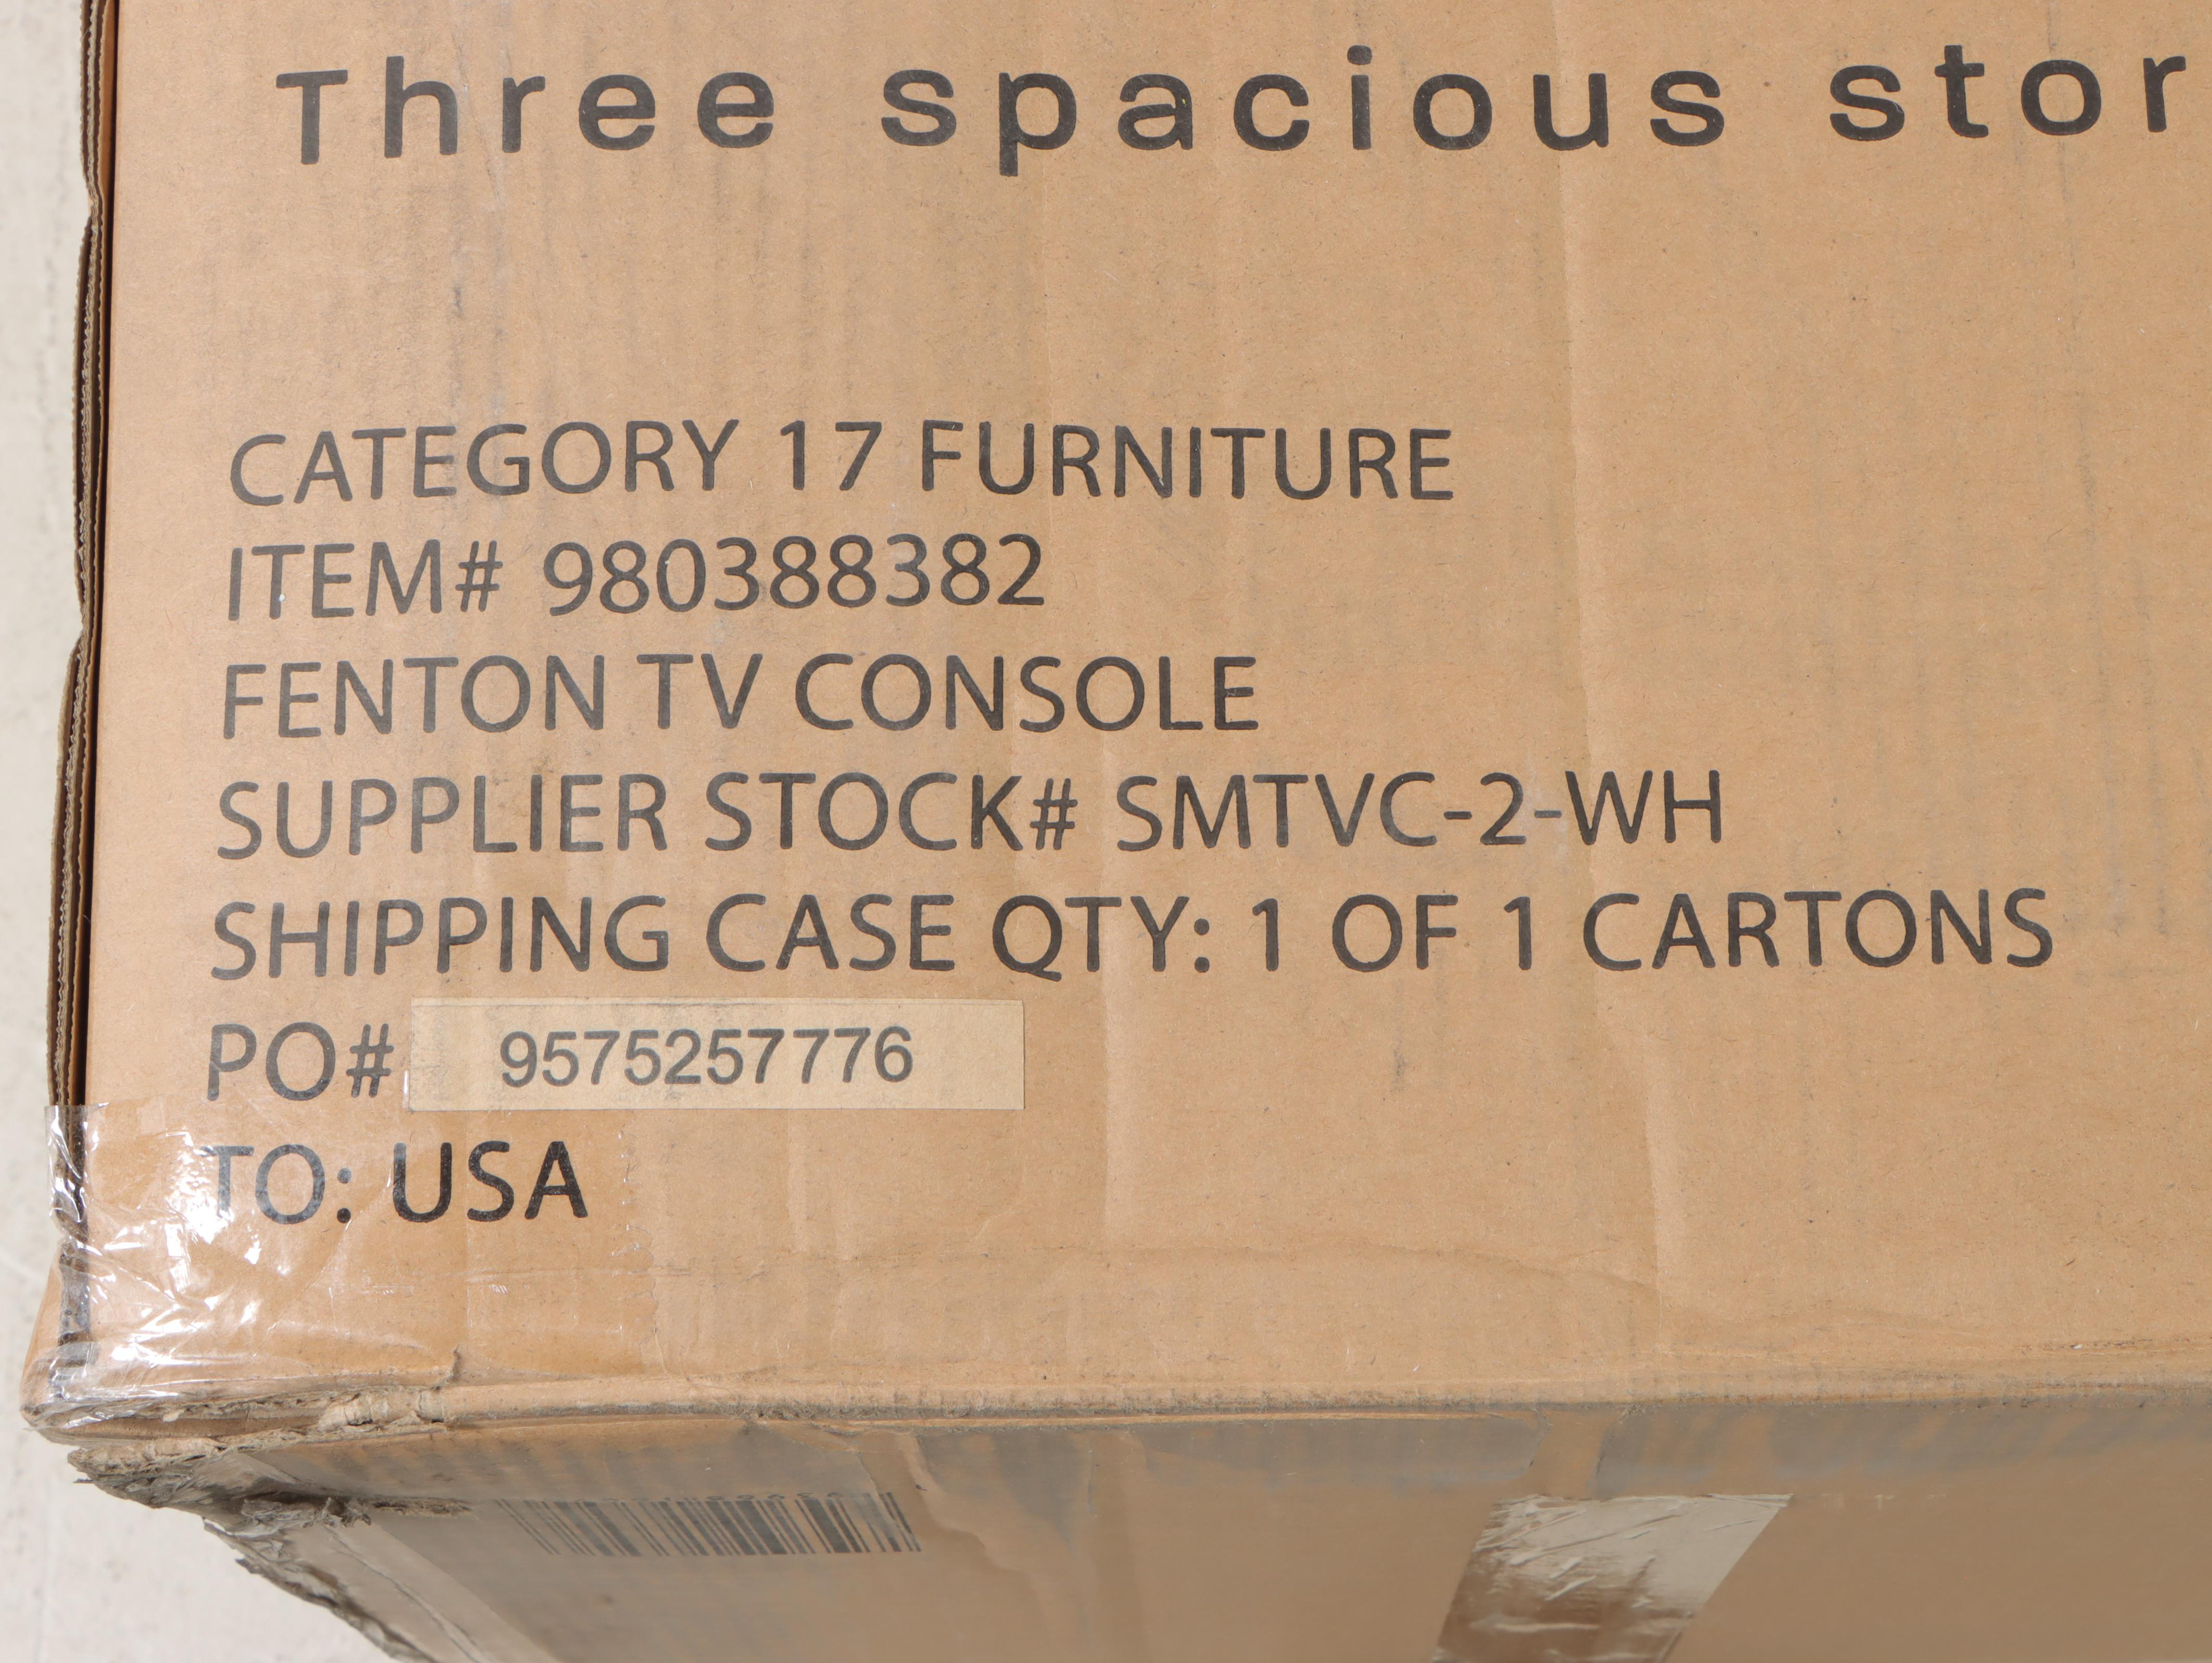 Three spacious stor
CATEGORY 17 FURNITURE
ITEM# 980388382
FENTON TV CONSOLE
SUPPLIER STOCK# SMTVC-2-WH
SHIPPING CASE QTY: 1 OF 1 CARTONS
PO# 9575257776
TO: USA